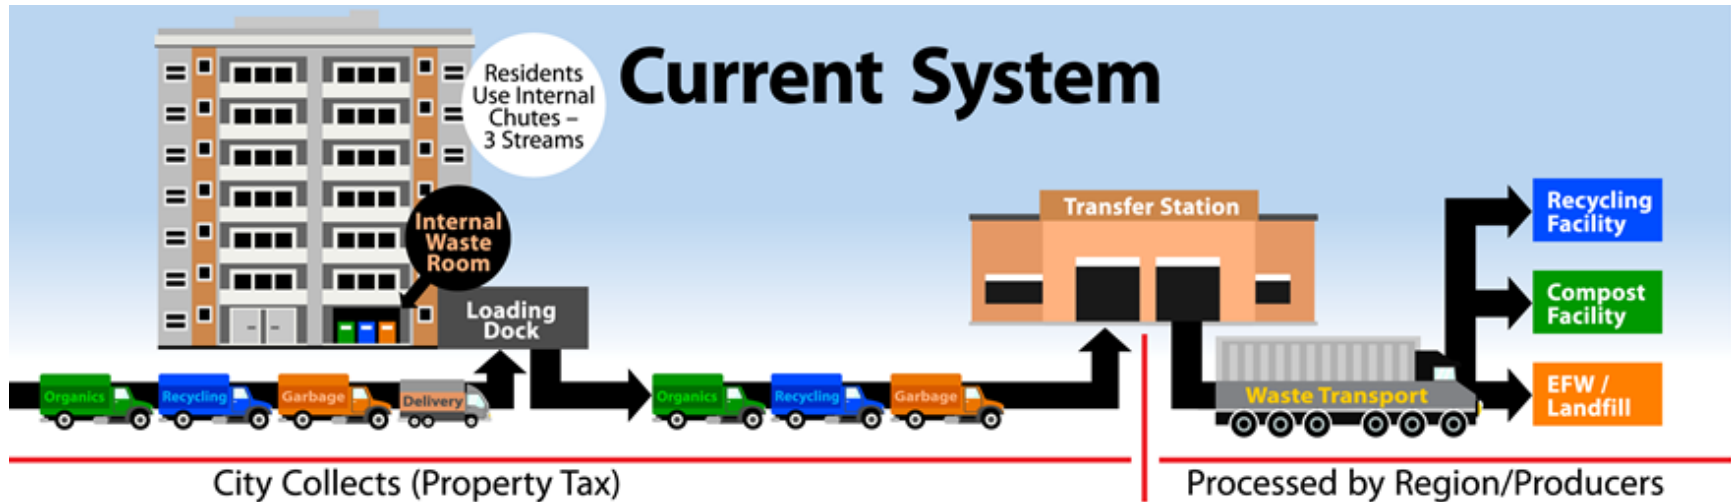 Current System
Residents
Use Internal
Chutes –
3 Streams
Internal
Waste
Room
Loading
Dock
Transfer Station
Recycling
Facility
Compost
Facility
EFW /
Landfill
Organics
Recycling
Garbage
Delivery
Organics
Recycling
Garbage
Waste Transport
City Collects (Property Tax)
Processed by Region/Producers